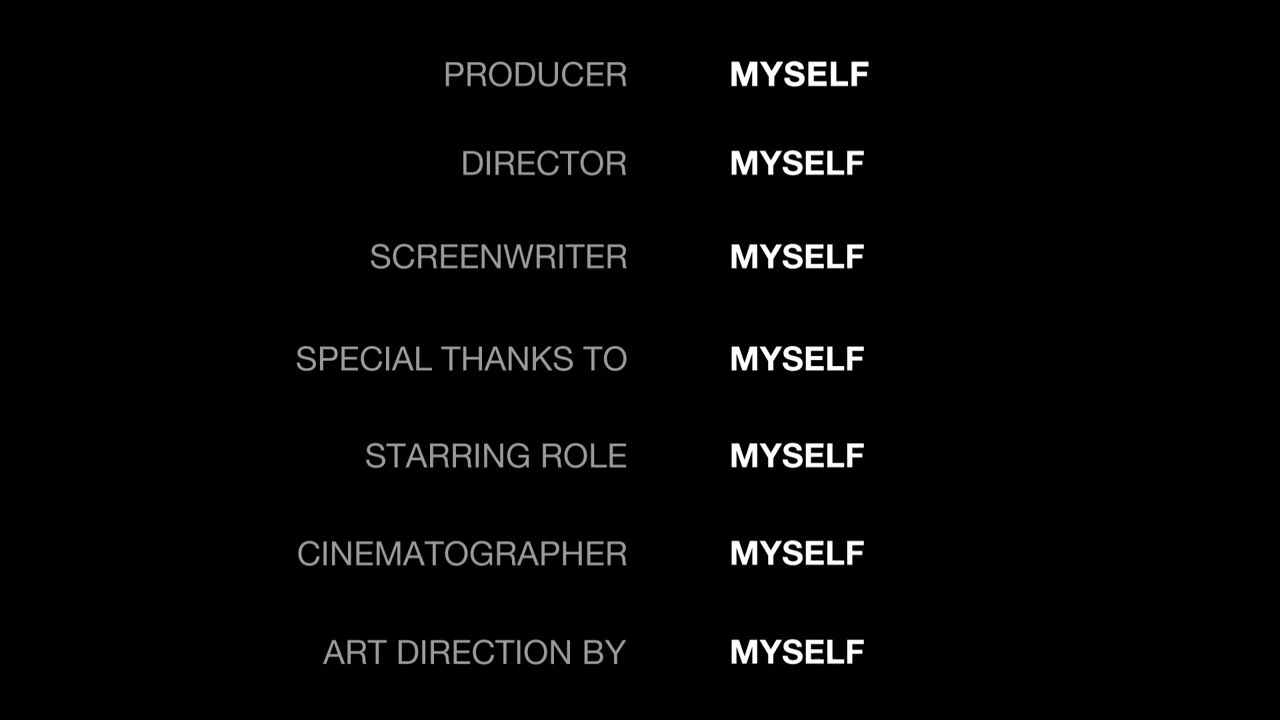 PRODUCER MYSELF
DIRECTOR MYSELF
SCREENWRITER MYSELF
SPECIAL THANKS TO MYSELF
STARRING ROLE MYSELF
CINEMATOGRAPHER MYSELF
ART DIRECTION BY MYSELF